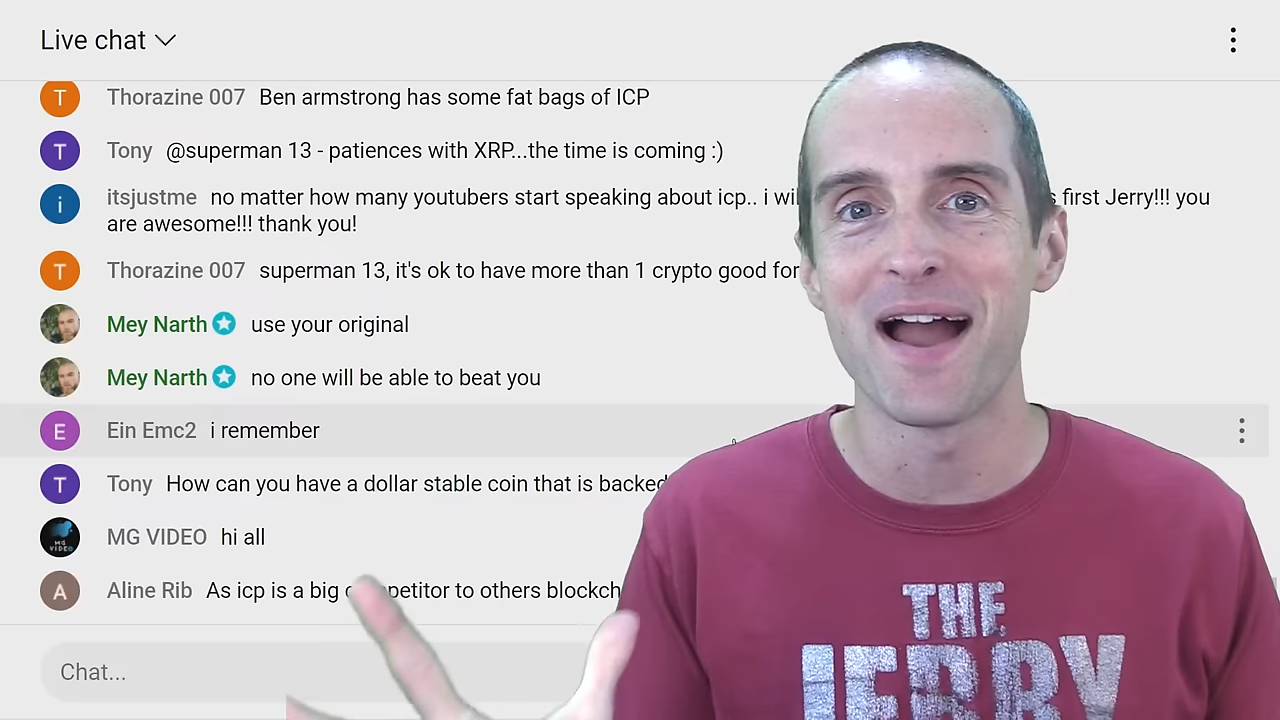 Live chat
T Thorazine 007 Ben armstrong has some fat bags of ICP
T Tony @superman 13 - patiences with XRP...the time is coming :)
i itsjustme no matter how many youtubers start speaking about icp.. i first Jerry!!! you
are awesome!!! thank you!
T Thorazine 007 superman 13, it's ok to have more than 1 crypto good for
Mey Narth use your original
Mey Narth no one will be able to beat you
E Ein Emc2 i remember
T Tony How can you have a dollar stable coin that is backed
MG VIDEO MG VIDEO hi all
A Aline Rib As icp is a big to others
Chat...
THE
JERRY